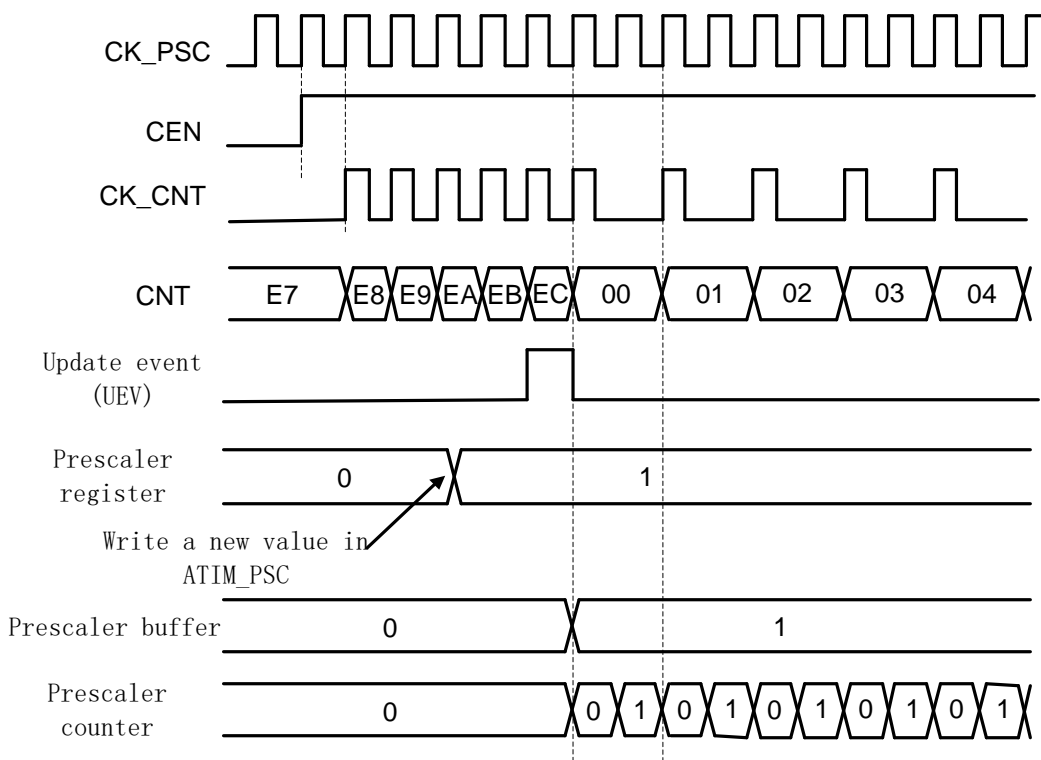 CK_PSC
CEN
CK_CNT
CNT E7 E8 E9 EA EB EC 00 01 02 03 04
Update event
(UEV)
Prescaler
register
0 1
Write a new value in
ATIM_PSC
Prescaler buffer 0 1
Prescaler
counter
0 0 1 0 1 0 1 0 1 0 1